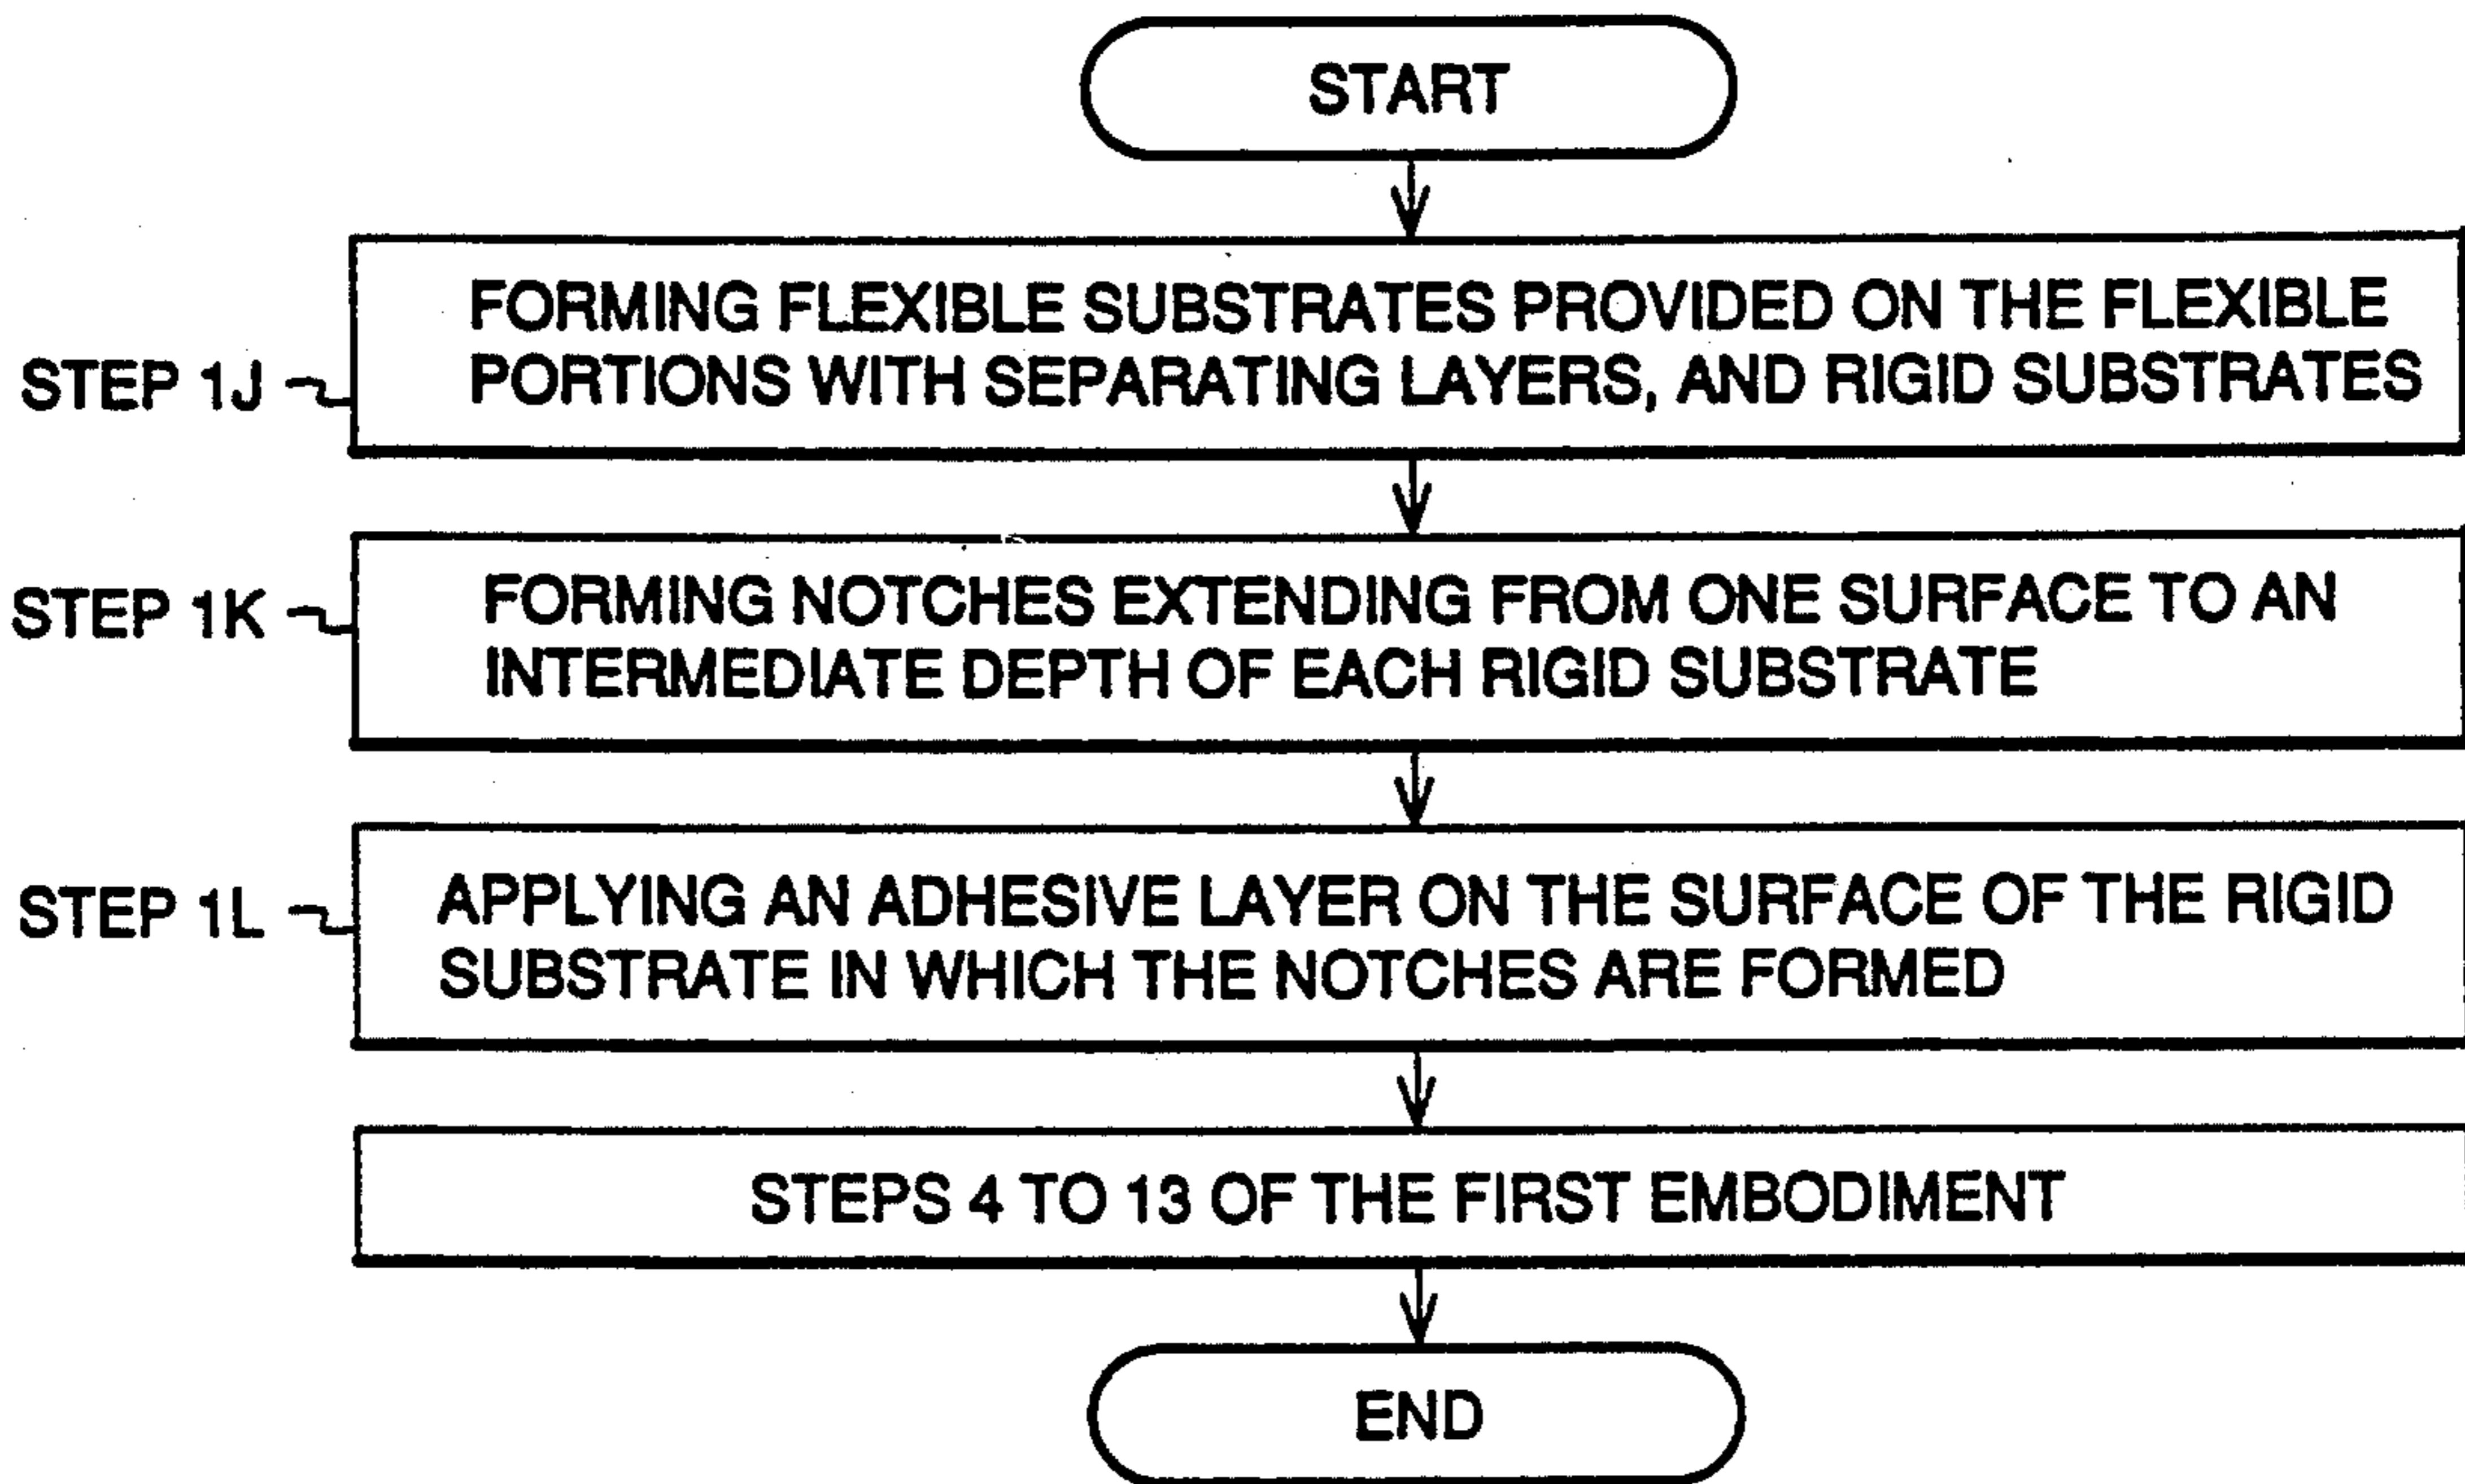 START
FORMING FLEXIBLE SUBSTRATES PROVIDED ON THE FLEXIBLE
PORTIONS WITH SEPARATING LAYERS, AND RIGID SUBSTRATES
STEP 1J
FORMING NOTCHES EXTENDING FROM ONE SURFACE TO AN
INTERMEDIATE DEPTH OF EACH RIGID SUBSTRATE
STEP 1K
APPLYING AN ADHESIVE LAYER ON THE SURFACE OF THE RIGID
SUBSTRATE IN WHICH THE NOTCHES ARE FORMED
STEP 1L
STEPS 4 TO 13 OF THE FIRST EMBODIMENT
END